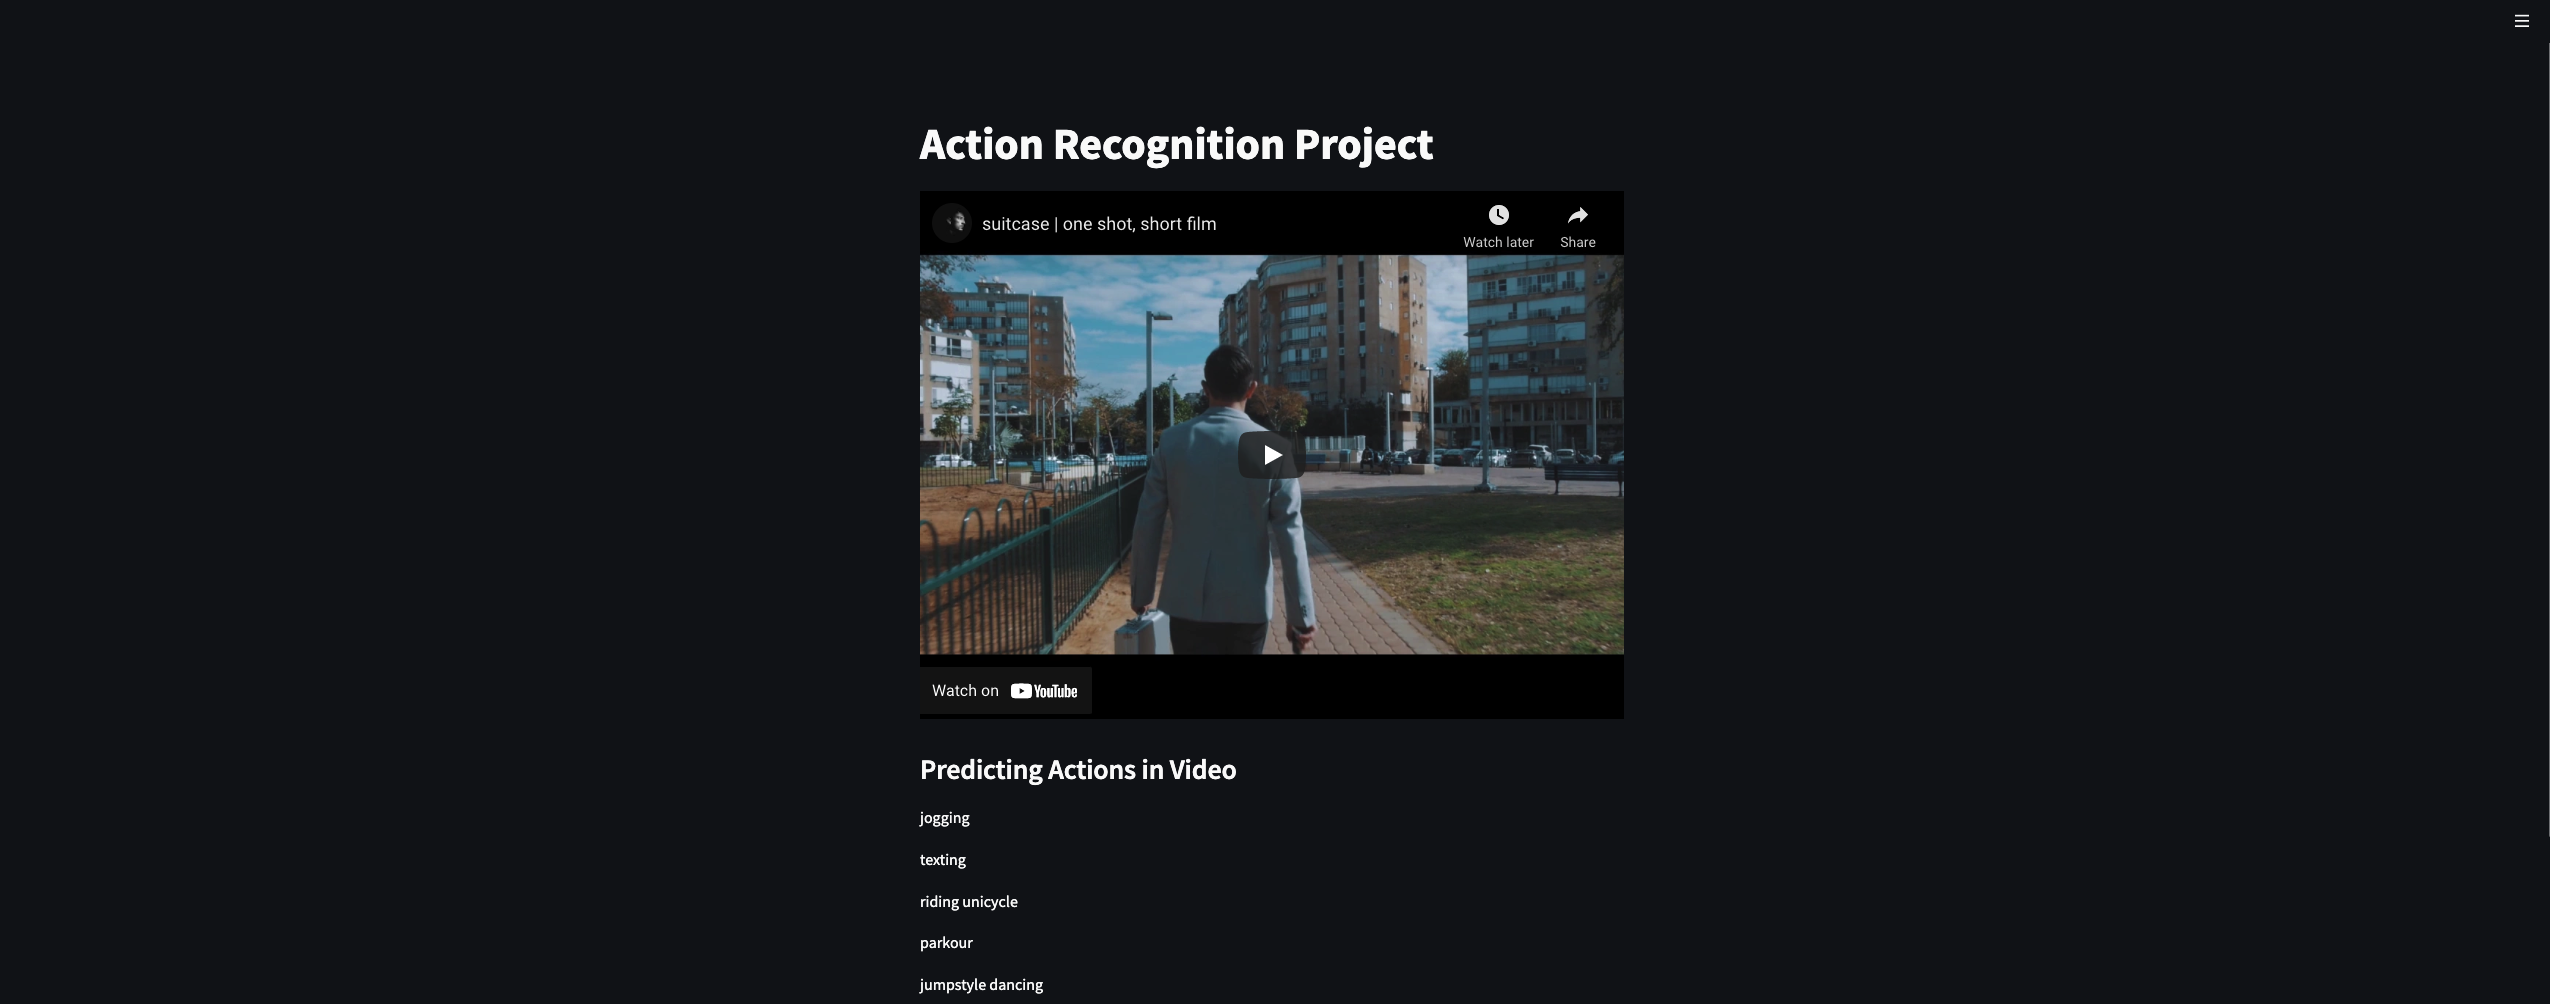 Action Recognition Project
suitcase | one shot, short film
Watch later
Share
Watch on YouTube
Predicting Actions in Video
jogging
texting
riding unicycle
parkour
jumpstyle dancing